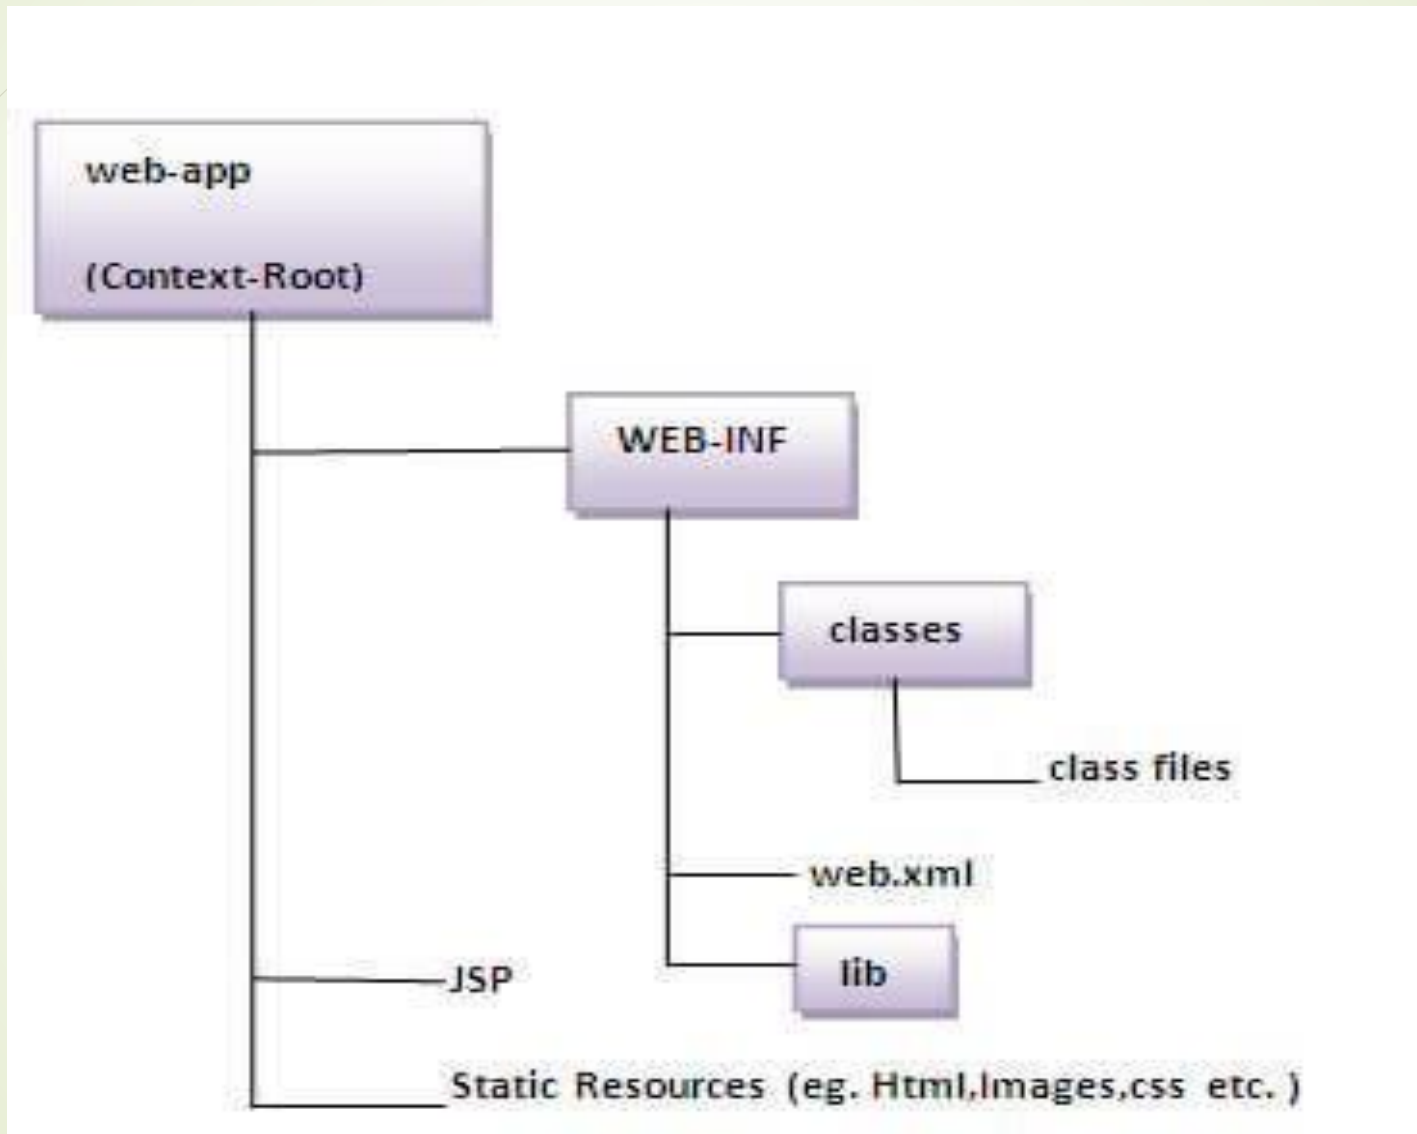 web-app
(Context-Root)
WEB-INF
classes
class files
web.xml
lib
JSP
Static Resources (eg. Html,Images,css etc. )